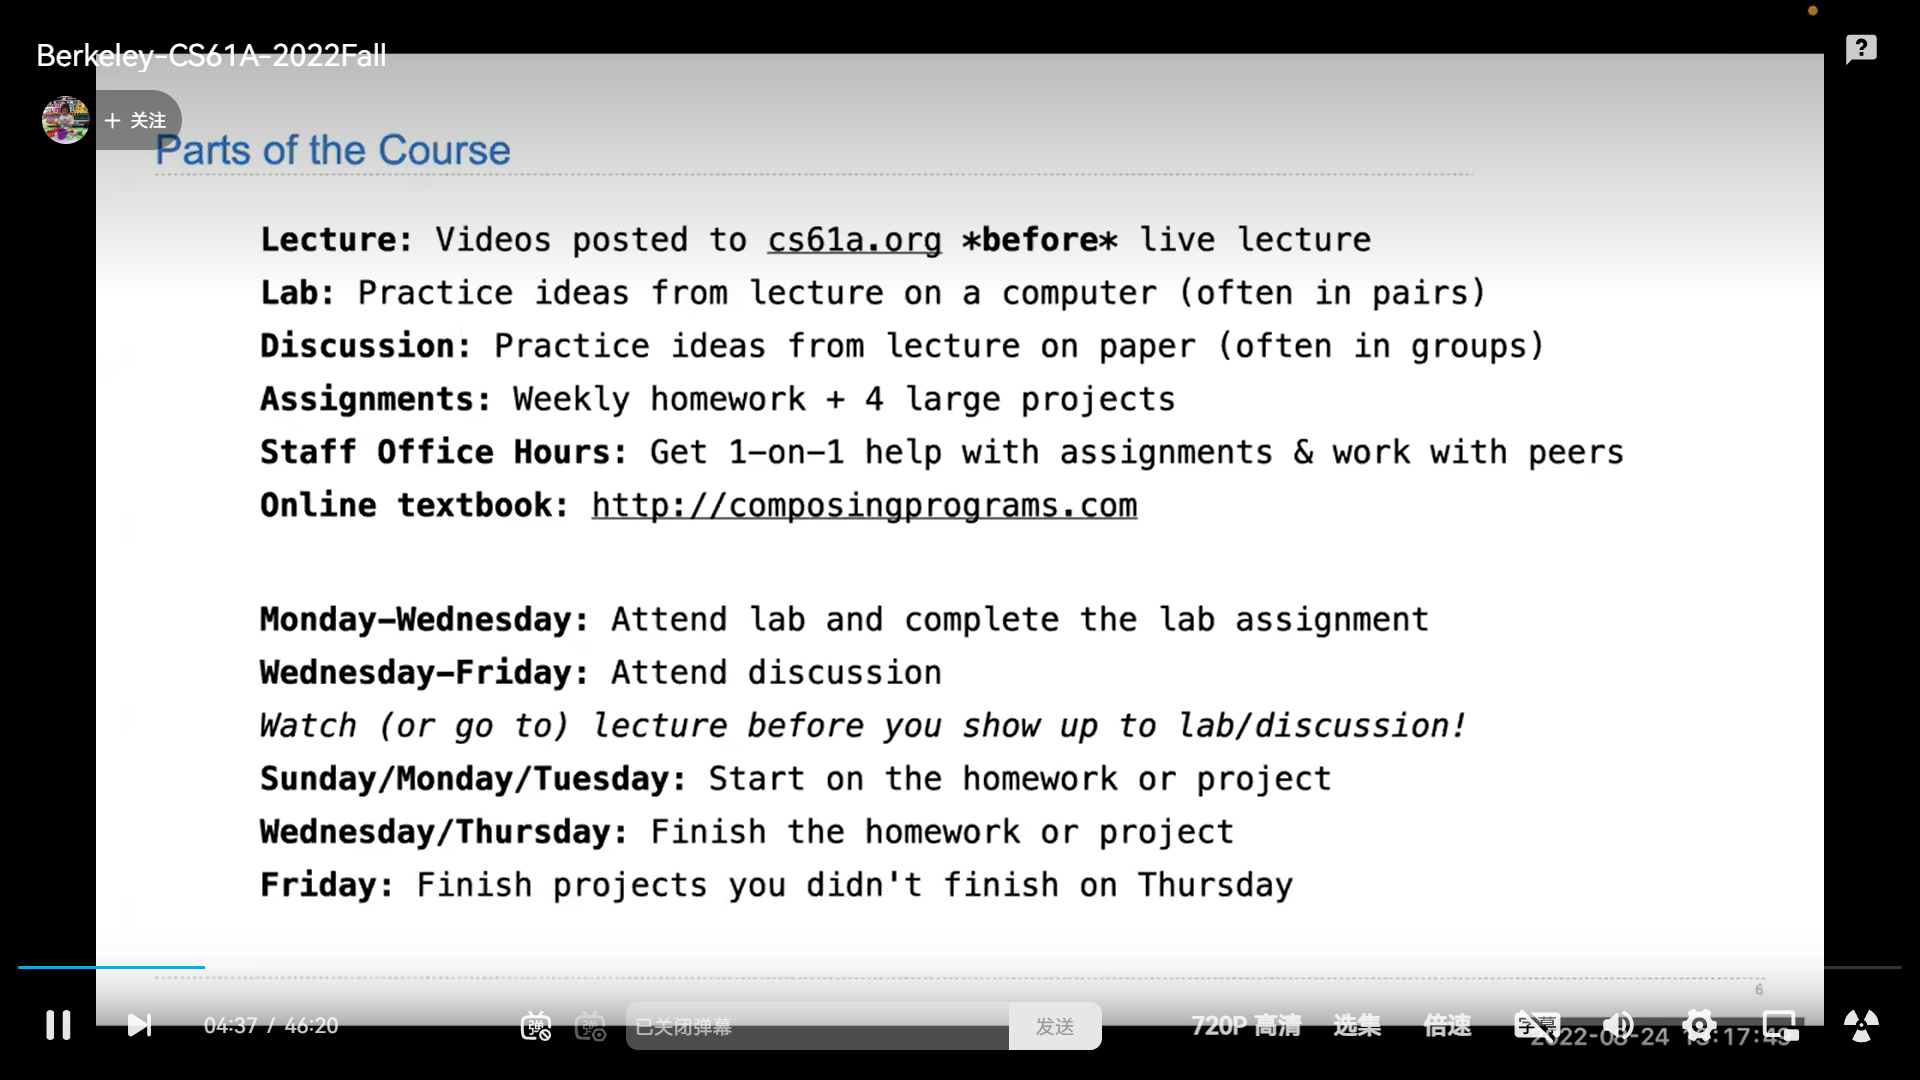 Berkeley-CS61A-2022Fall
+ 关注
Parts of the Course
Lecture: Videos posted to cs61a.org *before* live lecture
Lab: Practice ideas from lecture on a computer (often in pairs)
Discussion: Practice ideas from lecture on paper (often in groups)
Assignments: Weekly homework + 4 large projects
Staff Office Hours: Get 1-on-1 help with assignments & work with peers
Online textbook: http://composingprograms.com
Monday-Wednesday: Attend lab and complete the lab assignment
Wednesday-Friday: Attend discussion
Watch (or go to) lecture before you show up to lab/discussion!
Sunday/Monday/Tuesday: Start on the homework or project
Wednesday/Thursday: Finish the homework or project
Friday: Finish projects you didn't finish on Thursday
6
04:37 / 46:20 弹 弹 已关闭弹幕 发送 720P 高清 选集 倍速 字幕
2022-08-24